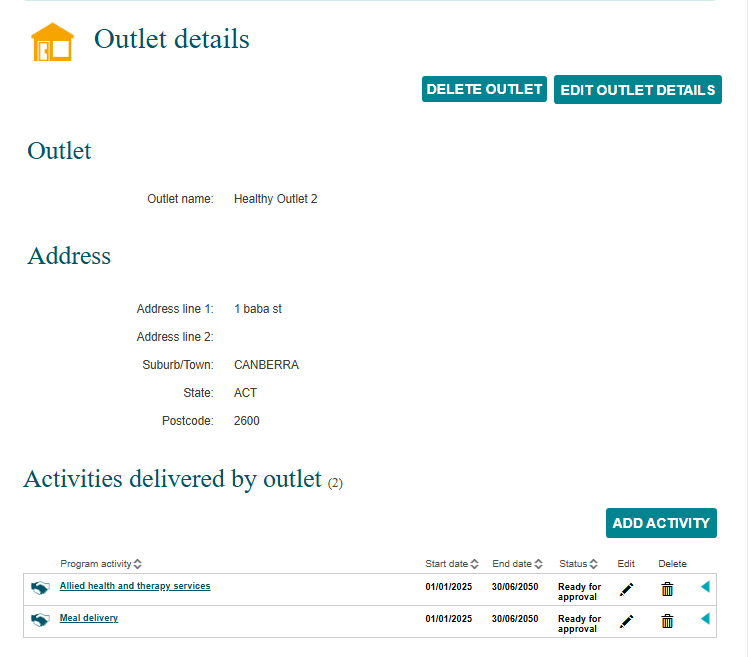 Outlet details
DELETE OUTLET EDIT OUTLET DETAILS
Outlet
Outlet name: Healthy Outlet 2
Address
Address line 1: 1 baba st
Address line 2:
Suburb/Town: CANBERRA
State: ACT
Postcode: 2600
Activities delivered by outlet (2)
ADD ACTIVITY
Program activity Start date End date Status Edit Delete
Allied health and therapy services 01/01/2025 30/06/2050 Ready for
approval
Meal delivery 01/01/2025 30/06/2050 Ready for
approval